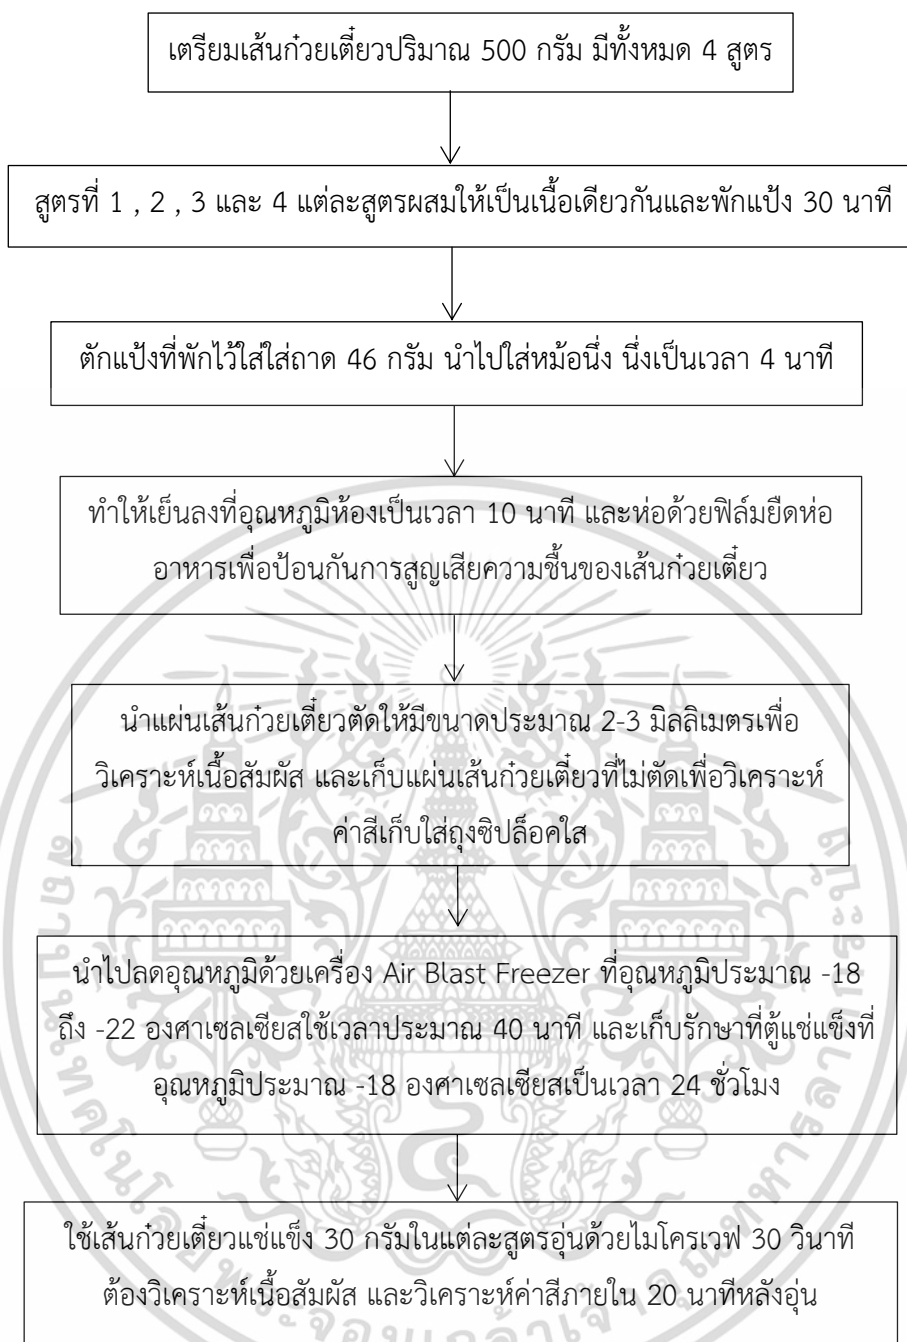 เตรียมเส้นก๋วยเตี๋ยวปริมาณ 500 กรัม มีทั้งหมด 4 สูตร
สูตรที่ 1 , 2 , 3 และ 4 แต่ละสูตรผสมให้เป็นเนื้อเดียวกันและพักแป้ง 30 นาที
ตักแป้งที่พักไว้ใส่ใส่ถาด 46 กรัม นำไปใส่หม้อนึ่ง นึ่งเป็นเวลา 4 นาที
ทำให้เย็นลงที่อุณหภูมิห้องเป็นเวลา 10 นาที และห่อด้วยฟิล์มยืดห่อ
อาหารเพื่อป้อนกันการสูญเสียความชื้นของเส้นก๋วยเตี๋ยว
นำแผ่นเส้นก๋วยเตี๋ยวตัดให้มีขนาดประมาณ 2-3 มิลลิเมตรเพื่อ
วิเคราะห์เนื้อสัมผัส และเก็บแผ่นเส้นก๋วยเตี๋ยวที่ไม่ตัดเพื่อวิเคราะห์
ค่าสีเก็บใส่ถุงซิปล็อคใส
นำไปลดอุณหภูมิด้วยเครื่อง Air Blast Freezer ที่อุณหภูมิประมาณ -18
ถึง -22 องศาเซลเซียสใช้เวลาประมาณ 40 นาที และเก็บรักษาที่ตู้แช่แข็งที่
อุณหภูมิประมาณ -18 องศาเซลเซียสเป็นเวลา 24 ชั่วโมง
ใช้เส้นก๋วยเตี๋ยวแช่แข็ง 30 กรัมในแต่ละสูตรอุ่นด้วยไมโครเวฟ 30 วินาที
ต้องวิเคราะห์เนื้อสัมผัส และวิเคราะห์ค่าสีภายใน 20 นาทีหลังอุ่น